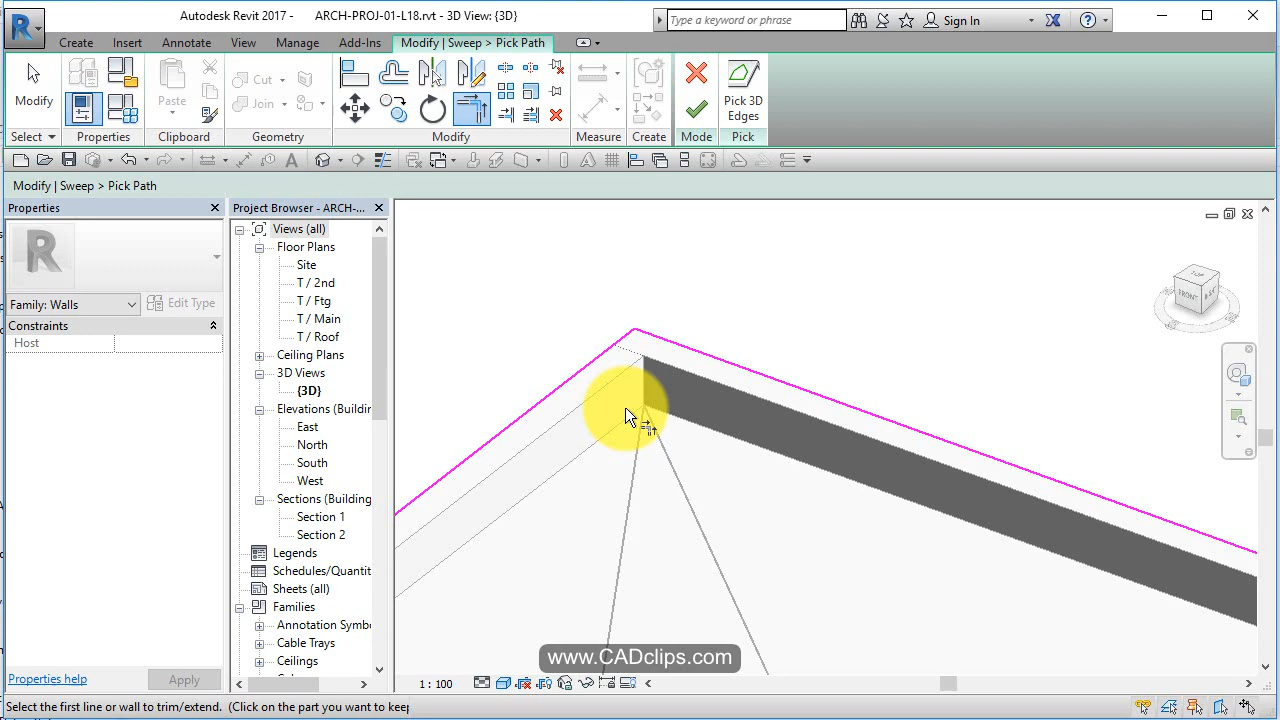 Autodesk Revit 2017 - ARCH-PROJ-01-L18.rvt - 3D View: {3D}
Type a keyword or phrase
Sign In
Create Insert Annotate View Manage Add-Ins Modify | Sweep > Pick Path
Modify
Paste
Cut
Join
Pick 3D Edges
Select Properties Clipboard Geometry Modify Measure Create Mode Pick
Modify | Sweep > Pick Path
Properties
Family: Walls
Edit Type
Constraints
Host
Properties help
Apply
Project Browser - ARCH-...
Views (all)
Floor Plans
Site
T / 2nd
T / Ftg
T / Main
T / Roof
Ceiling Plans
3D Views
{3D}
Elevations (Buildin
East
North
South
West
Sections (Building
Section 1
Section 2
Legends
Schedules/Quantit
Sheets (all)
Families
Annotation Symb
Cable Trays
Ceilings
TOP
FRONT
www.CADclips.com
1 : 100
Select the first line or wall to trim/extend. (Click on the part you want to keep